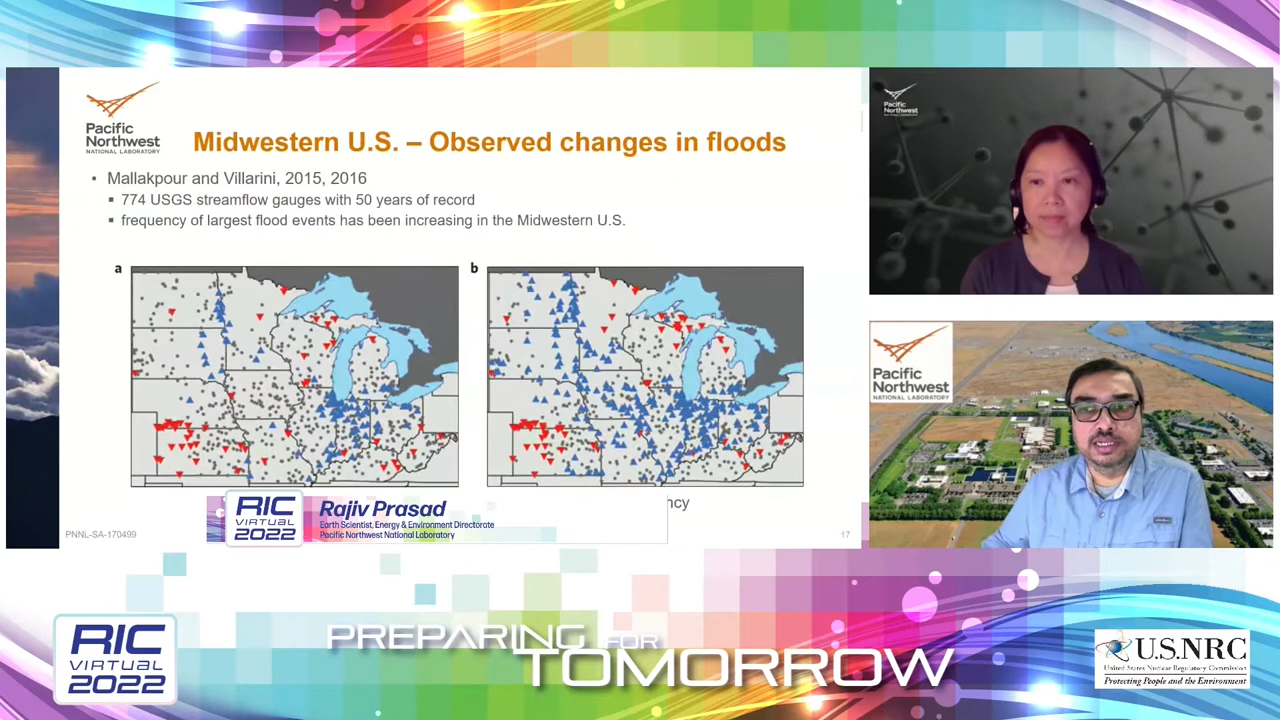 Pacific
Northwest
NATIONAL LABORATORY
Midwestern U.S. – Observed changes in floods
• Mallakpour and Villarini, 2015, 2016
▪ 774 USGS streamflow gauges with 50 years of record
▪ frequency of largest flood events has been increasing in the Midwestern U.S.
a
b
ncy
RIC
VIRTUAL
2022
Rajiv Prasad
Earth Scientist, Energy & Environment Directorate
Pacific Northwest National Laboratory
PNNL-SA-170499
17
Pacific
Northwest
Pacific
Northwest
NATIONAL LABORATORY
RIC
VIRTUAL
2022
PREPARING FOR
TOMORROW
U.S.NRC
United States Nuclear Regulatory Commission
Protecting People and the Environment